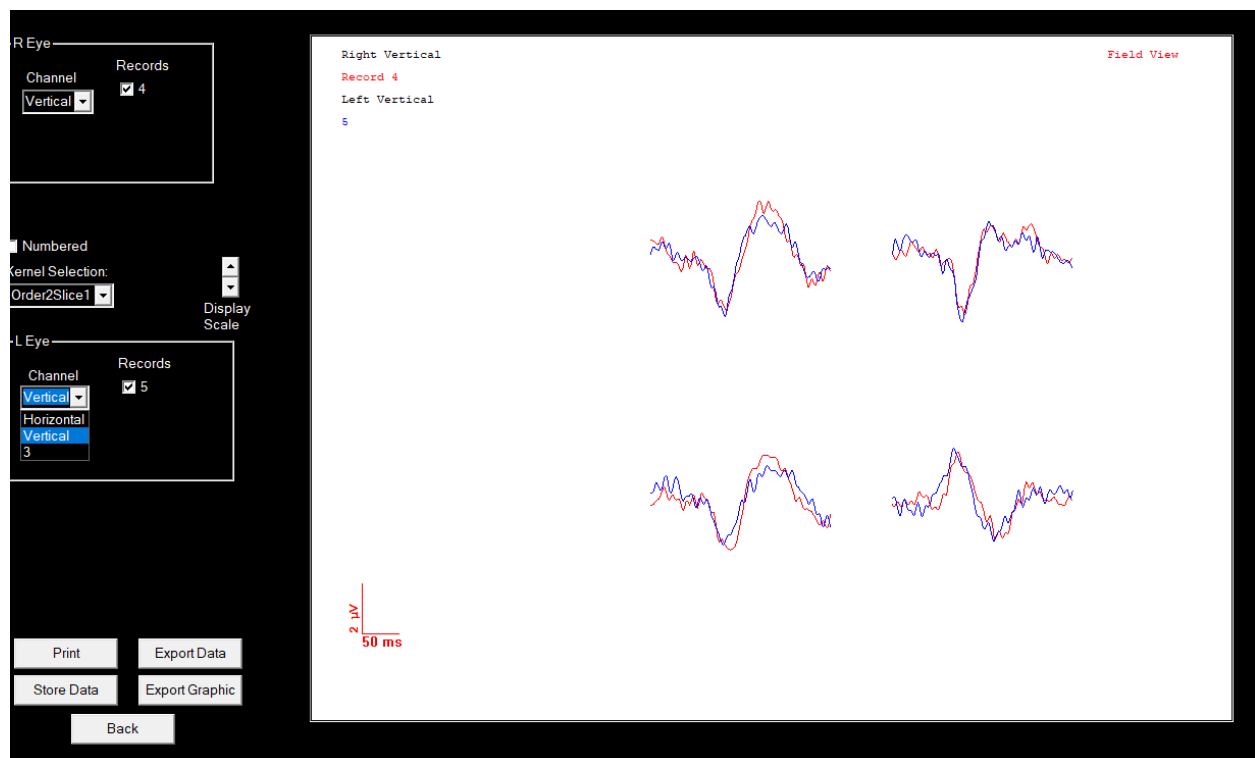 R Eye
Channel
Records
Vertical
4
Numbered
Kernel Selection:
Order2Slice1
Display
Scale
L Eye
Channel
Records
Vertical
5
Horizontal
Vertical
3
Print
Export Data
Store Data
Export Graphic
Back
Right Vertical
Field View
Record 4
Left Vertical
5
2 µV
50 ms